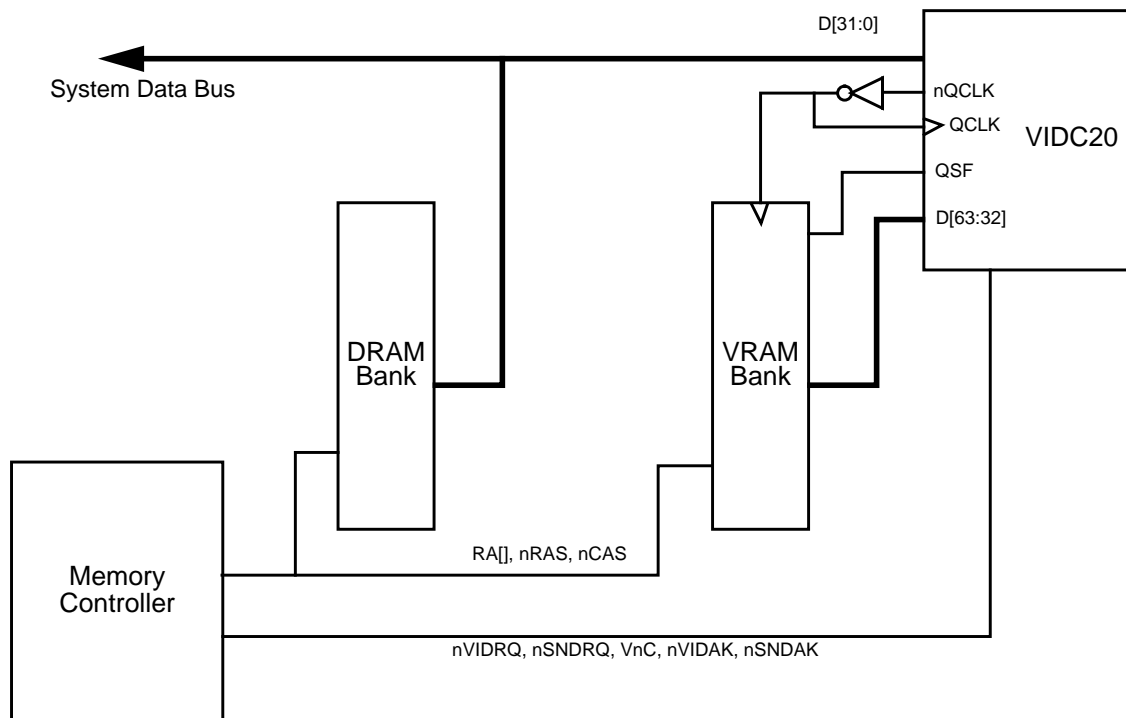 D[31:0]
System Data Bus
nQCLK
QCLK
VIDC20
QSF
D[63:32]
DRAM
Bank
VRAM
Bank
RA[], nRAS, nCAS
Memory
Controller
nVIDRQ, nSNDRQ, VnC, nVIDAK, nSNDAK